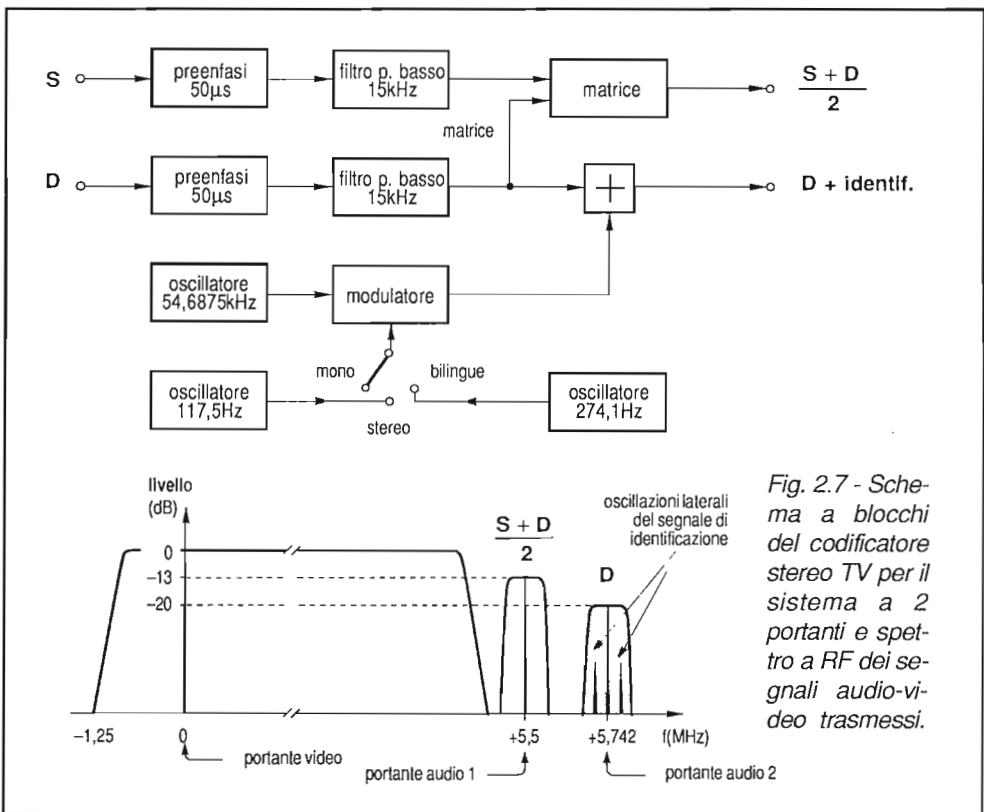 S
preenfasi
50µs
filtro p. basso
15kHz
matrice
S + D
2
matrice
D
preenfasi
50µs
filtro p. basso
15kHz
+
D + identif.
oscillatore
54,6875kHz
modulatore
mono
bilingue
oscillatore
117,5Hz
stereo
oscillatore
274,1Hz
livello
(dB)
0
−13
−20
S + D
2
D
oscillazioni laterali
del segnale di
identificazione
−1,25
0
+5,5
+5,742
f(MHz)
portante video
portante audio 1
portante audio 2
Fig. 2.7 - Sche-
ma a blocchi
del codificatore
stereo TV per il
sistema a 2
portanti e spet-
tro a RF dei se-
gnali audio-vi-
deo trasmessi.